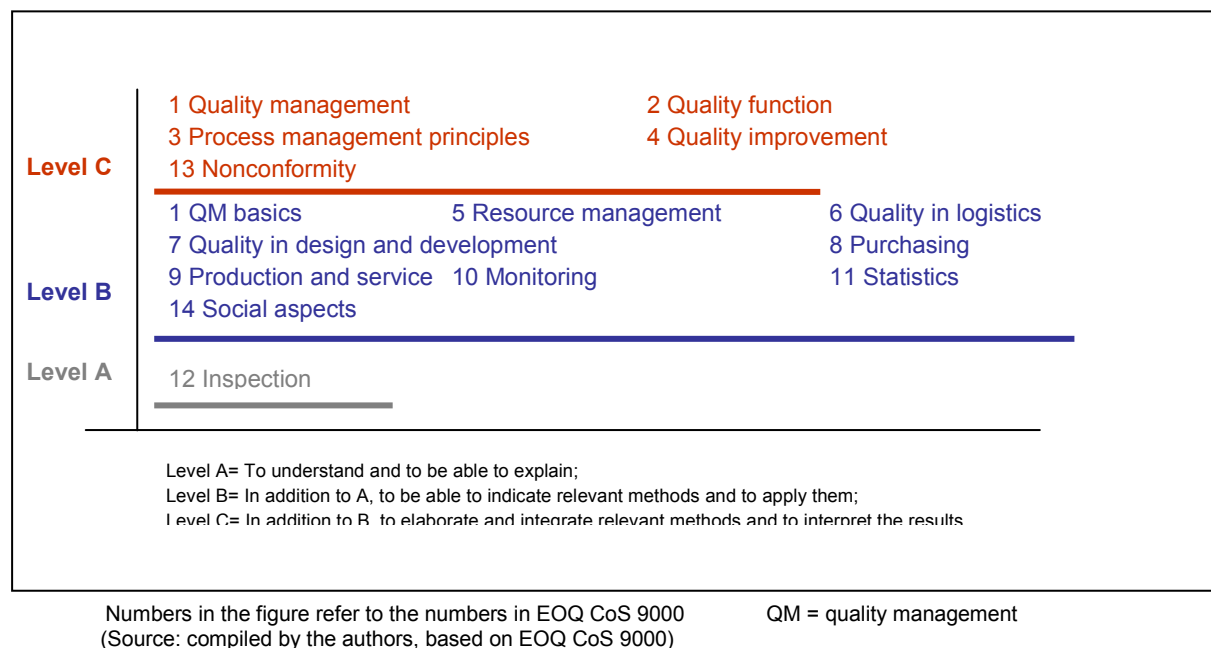 1 Quality management 2 Quality function
3 Process management principles 4 Quality improvement
Level C
13 Nonconformity
1 QM basics 5 Resource management 6 Quality in logistics
7 Quality in design and development 8 Purchasing
9 Production and service 10 Monitoring 11 Statistics
Level B
14 Social aspects
Level A
12 Inspection
Level A= To understand and to be able to explain;
Level B= In addition to A, to be able to indicate relevant methods and to apply them;
Level C= In addition to B, to elaborate and integrate relevant methods and to interpret the results
Numbers in the figure refer to the numbers in EOQ CoS 9000 QM = quality management
(Source: compiled by the authors, based on EOQ CoS 9000)